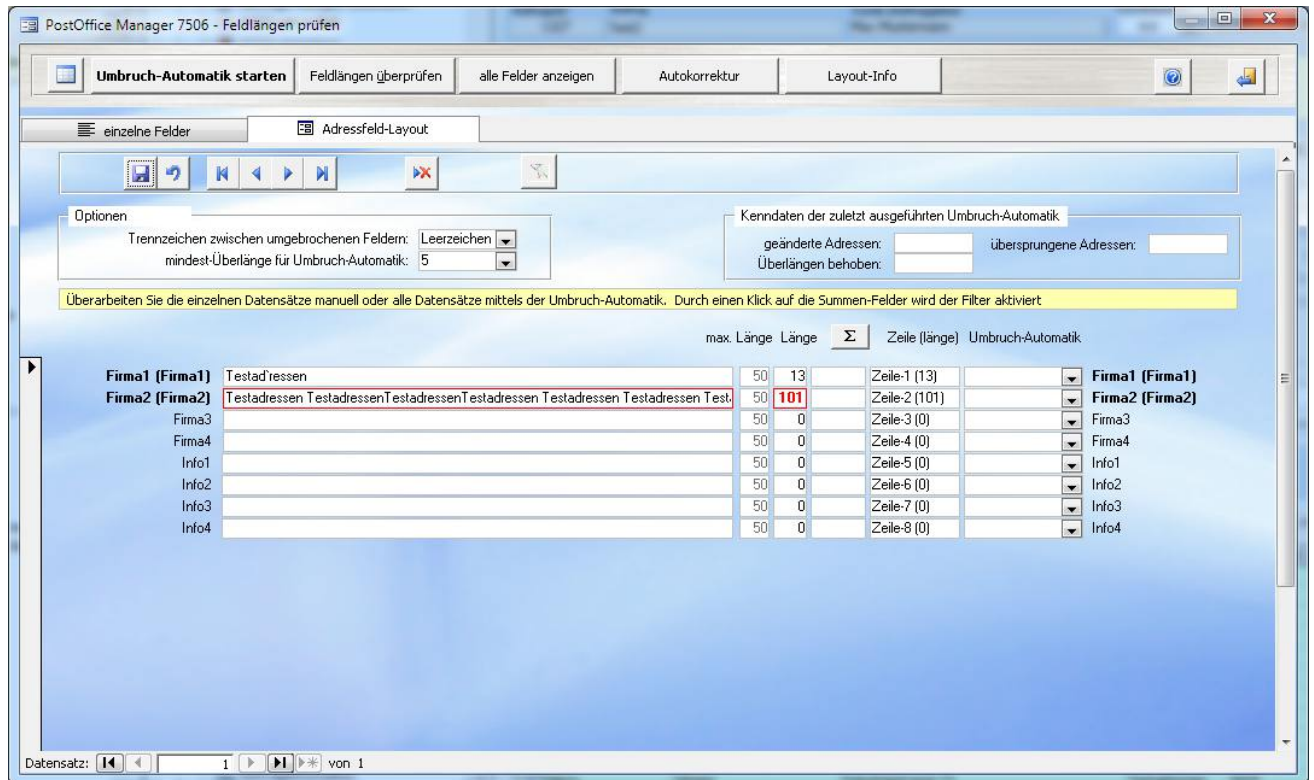 PostOffice Manager 7506 - Feldlängen prüfen
Umbruch-Automatik starten Feldlängen überprüfen alle Felder anzeigen Autokorrektur Layout-Info
einzelne Felder Adressfeld-Layout
Optionen
Trennzeichen zwischen umgebrochenen Feldern: Leerzeichen
mindest-Überlänge für Umbruch-Automatik: 5
Kenndaten der zuletzt ausgeführten Umbruch-Automatik
geänderte Adressen: übersprungene Adressen:
Überlängen behoben:
Überarbeiten Sie die einzelnen Datensätze manuell oder alle Datensätze mittels der Umbruch-Automatik. Durch einen Klick auf die Summen-Felder wird der Filter aktiviert
max. Länge Länge Σ Zeile (länge) Umbruch-Automatik
Firma1 (Firma1) Testad`ressen 50 13 Zeile-1 (13) Firma1 (Firma1)
Firma2 (Firma2) Testadressen TestadressenTestadressenTestadressen Testadressen Testadressen Test 50 101 Zeile-2 (101) Firma2 (Firma2)
Firma3 50 0 Zeile-3 (0) Firma3
Firma4 50 0 Zeile-4 (0) Firma4
Info1 50 0 Zeile-5 (0) Info1
Info2 50 0 Zeile-6 (0) Info2
Info3 50 0 Zeile-7 (0) Info3
Info4 50 0 Zeile-8 (0) Info4
Datensatz: 1 von 1